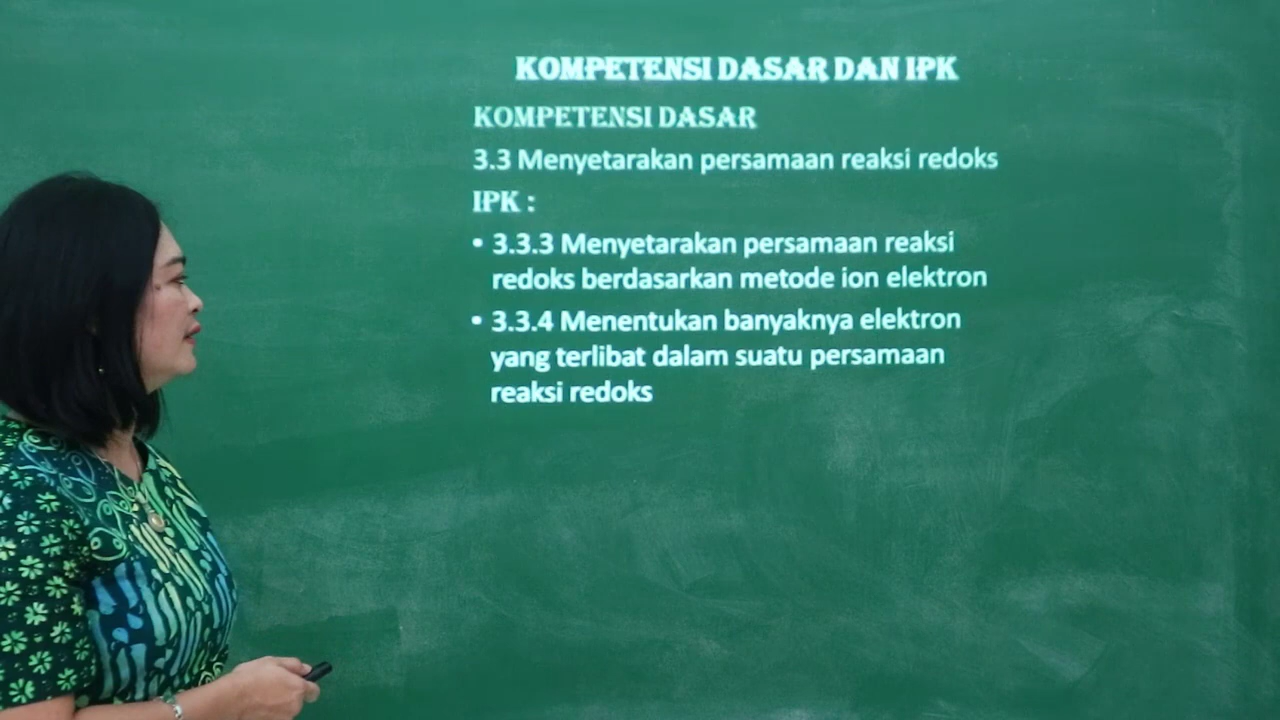 KOMPETENSI DASAR DAN IPK
KOMPETENSI DASAR
3.3 Menyetarakan persamaan reaksi redoks
IPK :
• 3.3.3 Menyetarakan persamaan reaksi
redoks berdasarkan metode ion elektron
• 3.3.4 Menentukan banyaknya elektron
yang terlibat dalam suatu persamaan
reaksi redoks